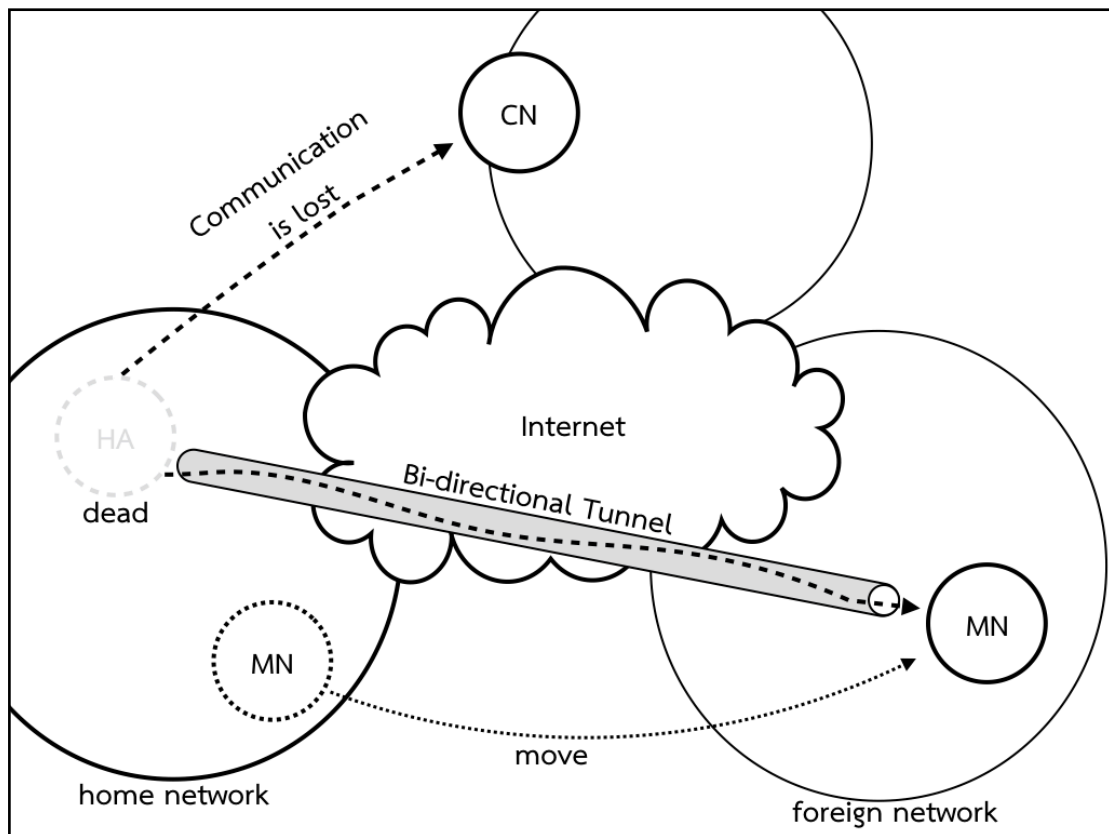 CN
Communication
is lost
HA
dead
Internet
Bi-directional Tunnel
MN
MN
move
home network
foreign network